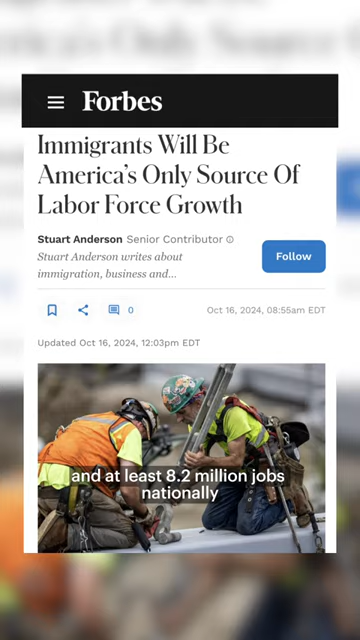 Forbes
Immigrants Will Be
America's Only Source Of
Labor Force Growth
Stuart Anderson Senior Contributor
Stuart Anderson writes about
immigration, business and...
Follow
0
Oct 16, 2024, 08:55am EDT
Updated Oct 16, 2024, 12:03pm EDT
and at least 8.2 million jobs
nationally